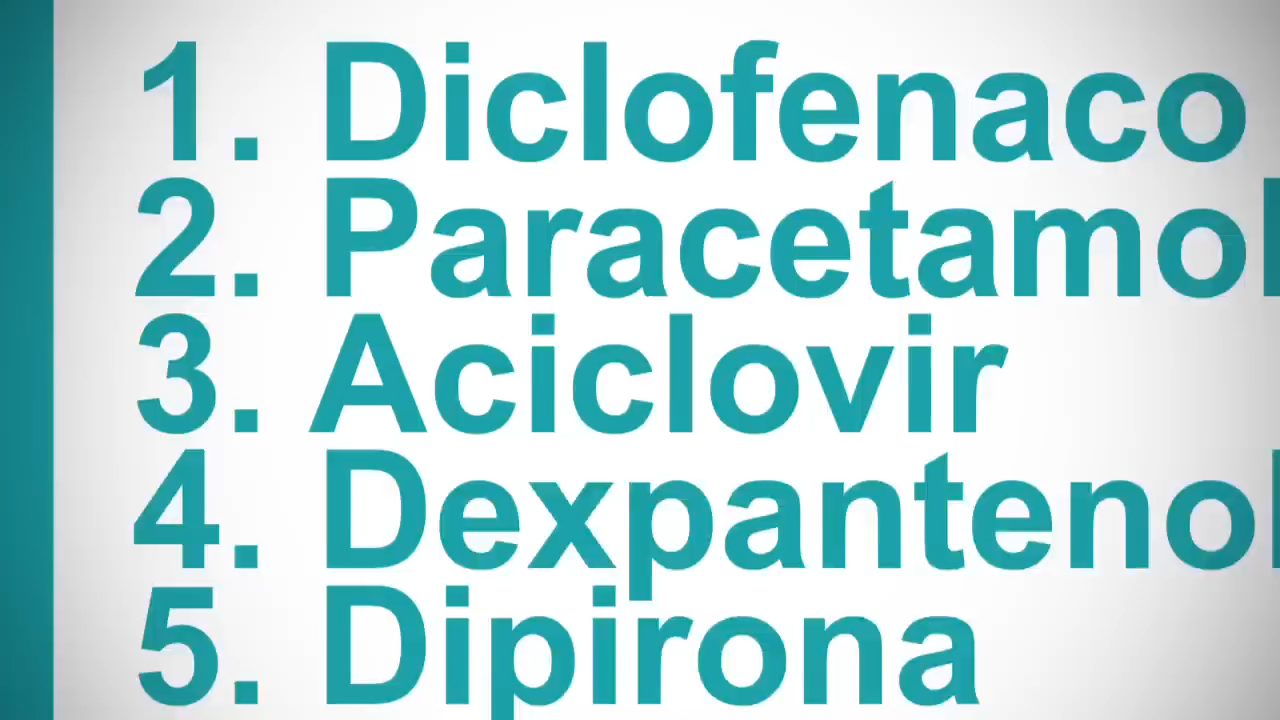 1. Diclofenaco
2. Paracetamol
3. Aciclovir
4. Dexpantenol
5. Dipirona